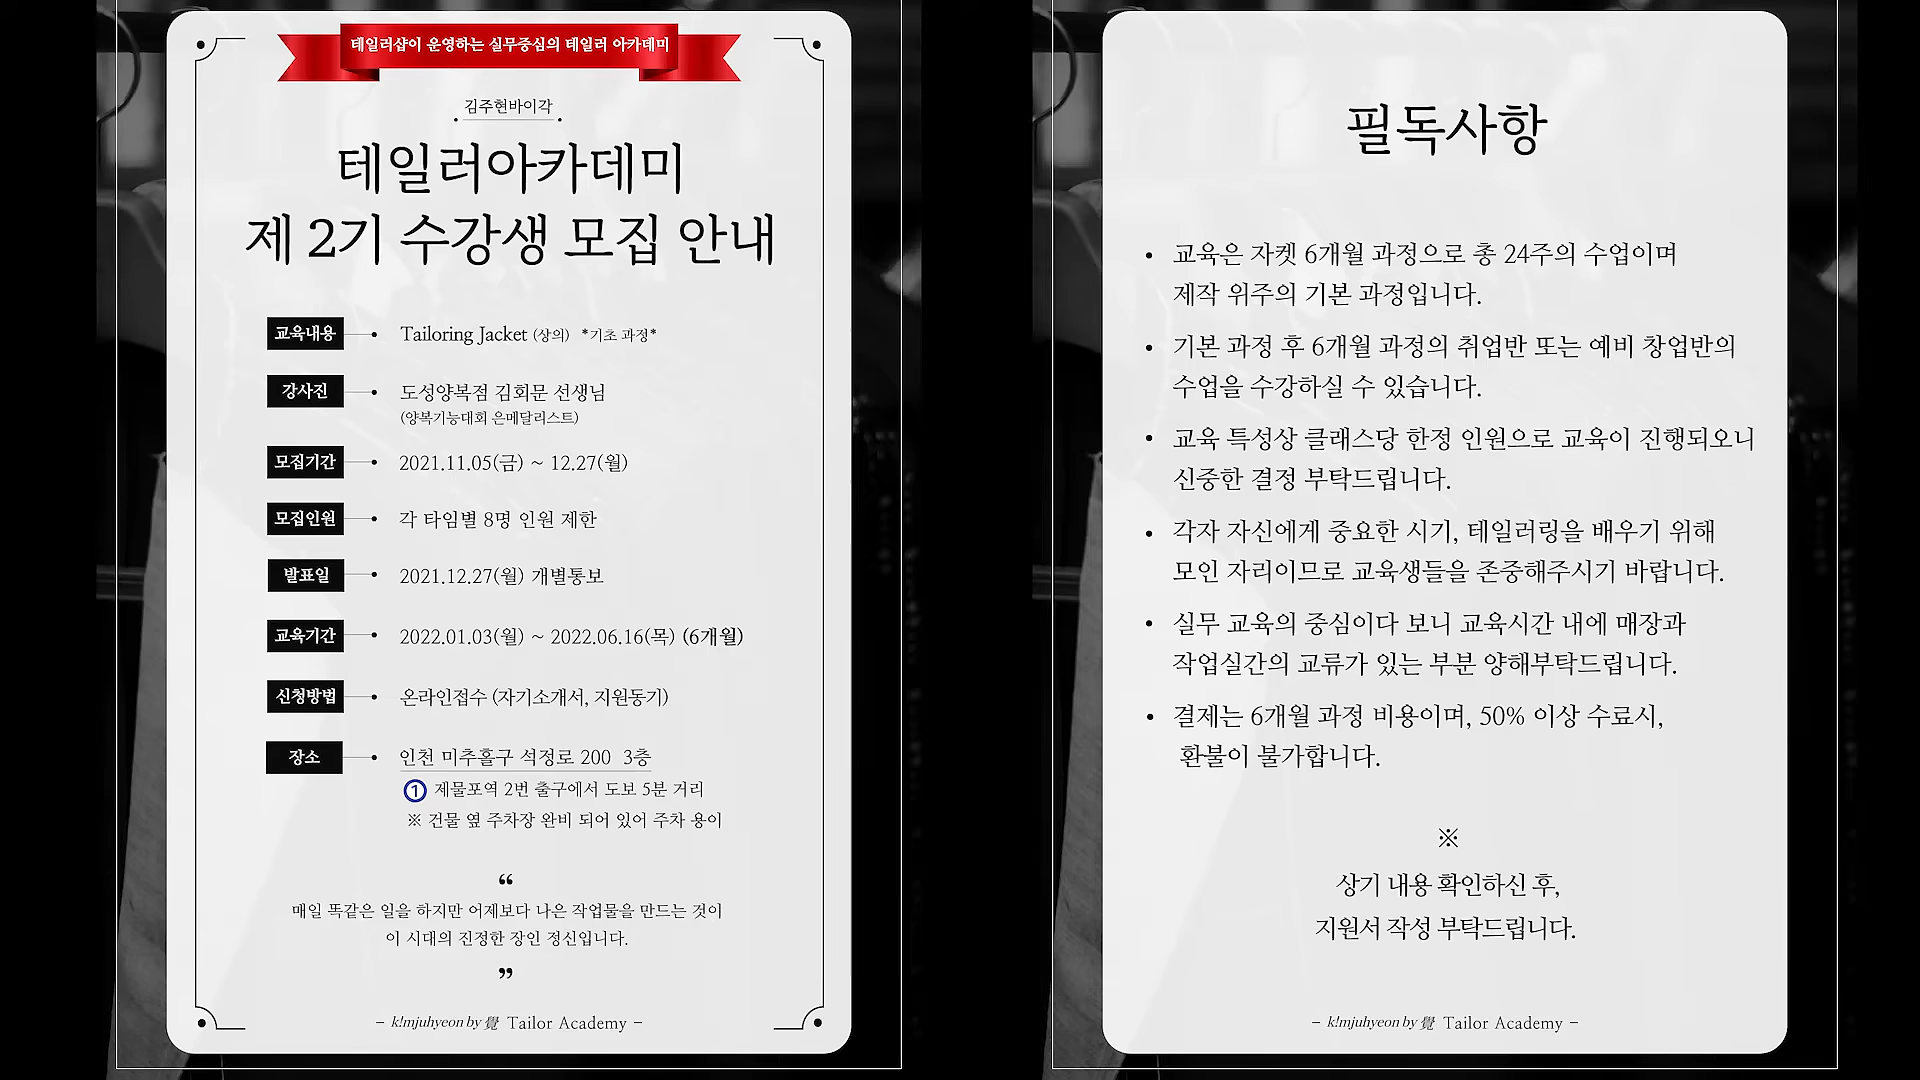 테일러샵이 운영하는 실무중심의 테일러 아카데미
김주현바이각
테일러아카데미
제 2기 수강생 모집 안내
교육내용 Tailoring Jacket (상의) *기초 과정*
강사진 도성양복점 김회문 선생님
(양복기능대회 은메달리스트)
모집기간 2021.11.05(금) ~ 12.27(월)
모집인원 각 타임별 8명 인원 제한
발표일 2021.12.27(월) 개별통보
교육기간 2022.01.03(월) ~ 2022.06.16(목) (6개월)
신청방법 온라인접수 (자기소개서, 지원동기)
장소 인천 미추홀구 석정로 200 3층
① 제물포역 2번 출구에서 도보 5분 거리
※ 건물 옆 주차장 완비 되어 있어 주차 용이
“
매일 똑같은 일을 하지만 어제보다 나은 작업물을 만드는 것이
이 시대의 진정한 장인 정신입니다.
”
– k!mjuhyeon by 覺 Tailor Academy –
필독사항
• 교육은 자켓 6개월 과정으로 총 24주의 수업이며
제작 위주의 기본 과정입니다.
• 기본 과정 후 6개월 과정의 취업반 또는 예비 창업반의
수업을 수강하실 수 있습니다.
• 교육 특성상 클래스당 한정 인원으로 교육이 진행되오니
신중한 결정 부탁드립니다.
• 각자 자신에게 중요한 시기, 테일러링을 배우기 위해
모인 자리이므로 교육생들을 존중해주시기 바랍니다.
• 실무 교육의 중심이다 보니 교육시간 내에 매장과
작업실간의 교류가 있는 부분 양해부탁드립니다.
• 결제는 6개월 과정 비용이며, 50% 이상 수료시,
환불이 불가합니다.
※
상기 내용 확인하신 후,
지원서 작성 부탁드립니다.
– k!mjuhyeon by 覺 Tailor Academy –